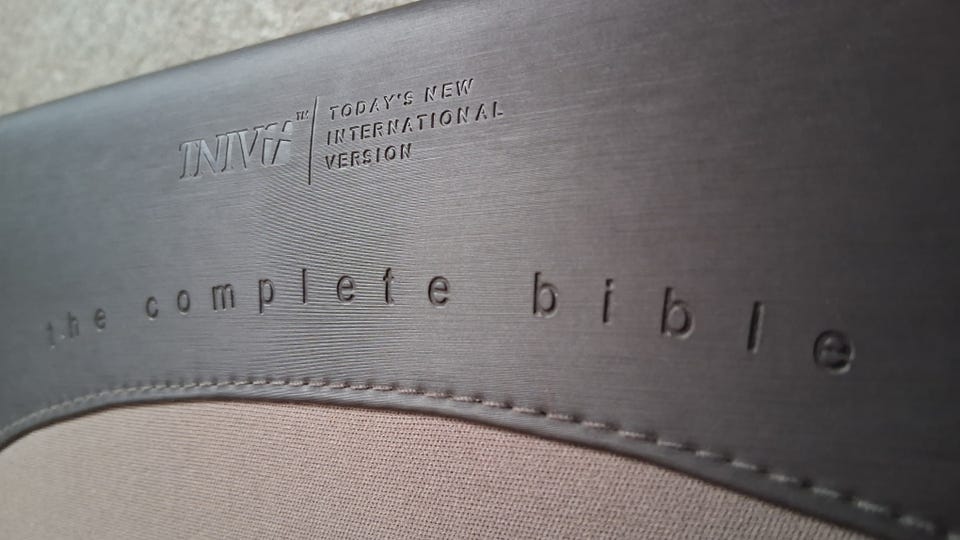 TNIV™
TODAY'S NEW
INTERNATIONAL
VERSION
the complete bible